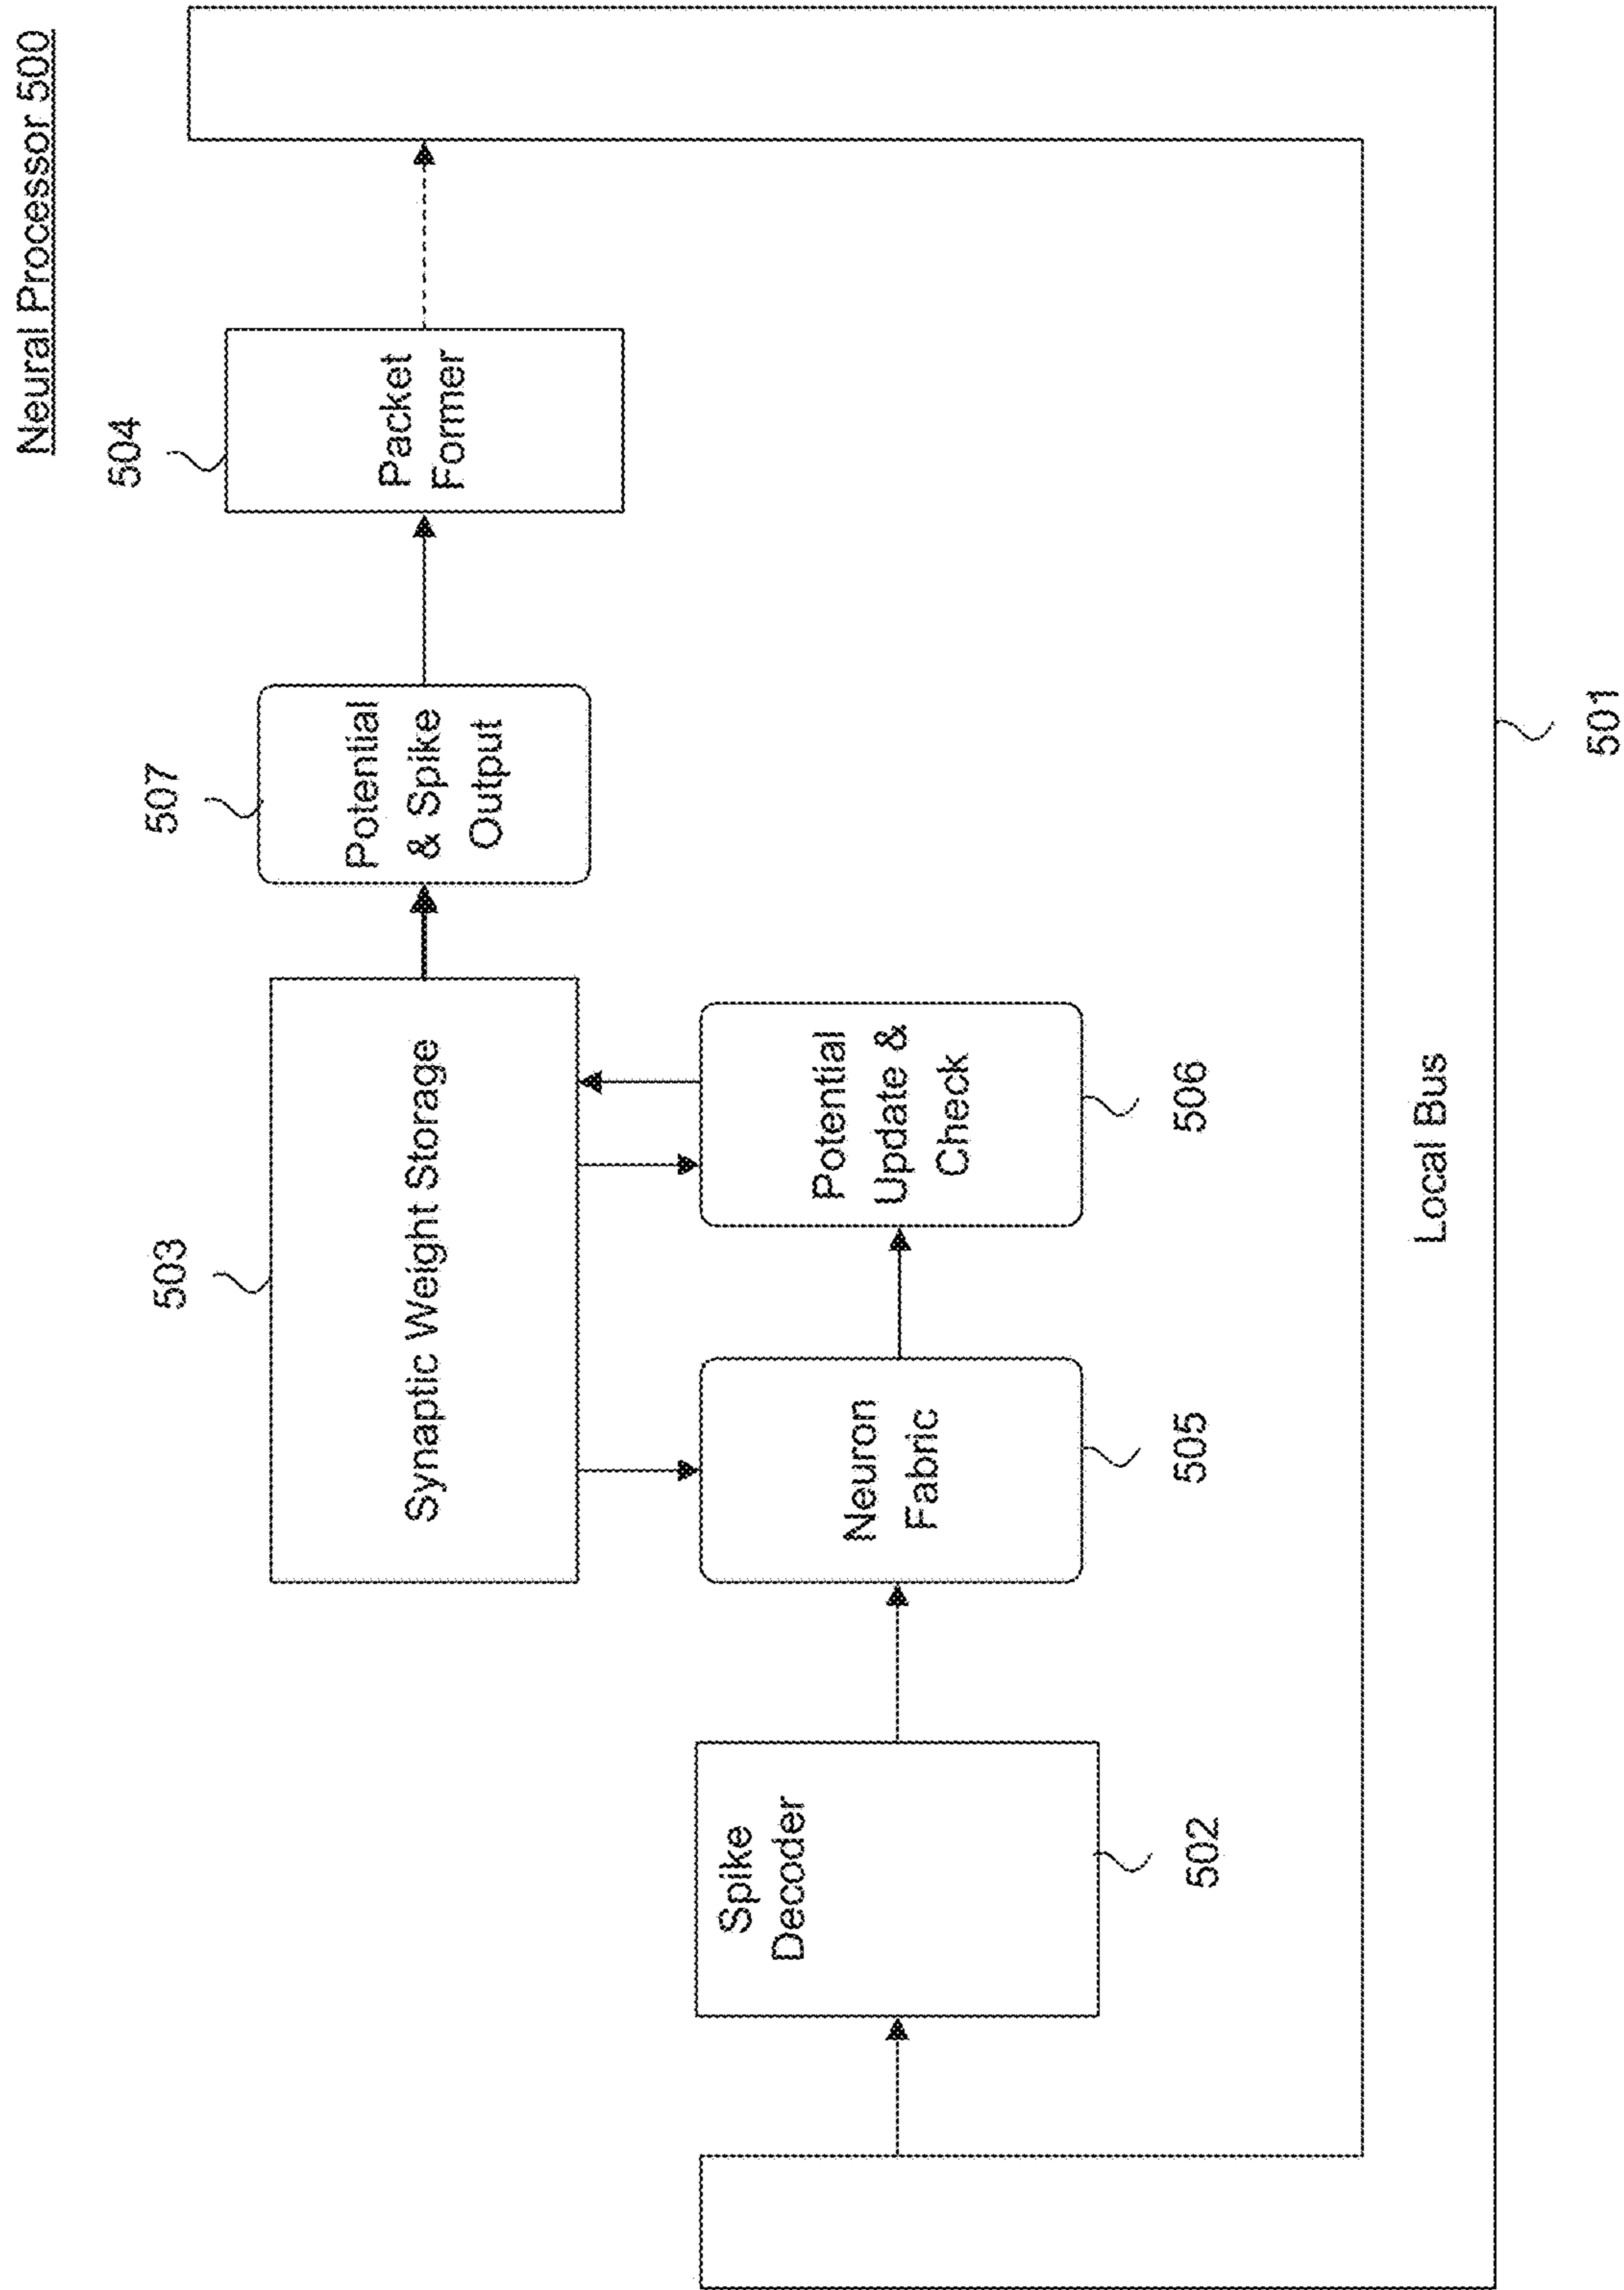 Neural Processor 500
503
Synaptic Weight Storage
507
Potential
& Spike
Output
504
Packet
Former
Spike
Decoder
502
Neuron
Fabric
505
Potential
Update &
Check
506
Local Bus
501